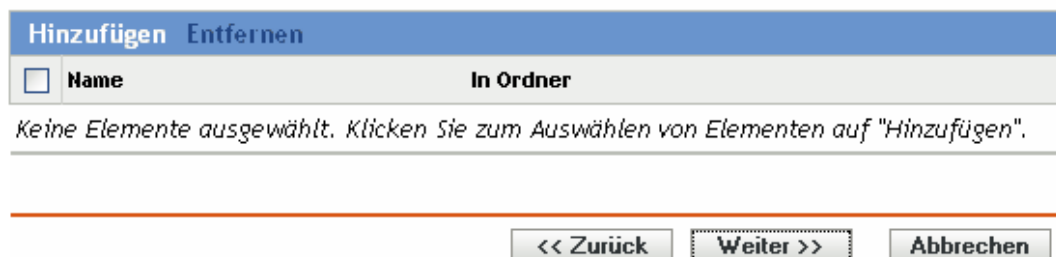 Hinzufügen Entfernen
Name In Ordner
Keine Elemente ausgewählt. Klicken Sie zum Auswählen von Elementen auf "Hinzufügen".
<< Zurück Weiter >> Abbrechen